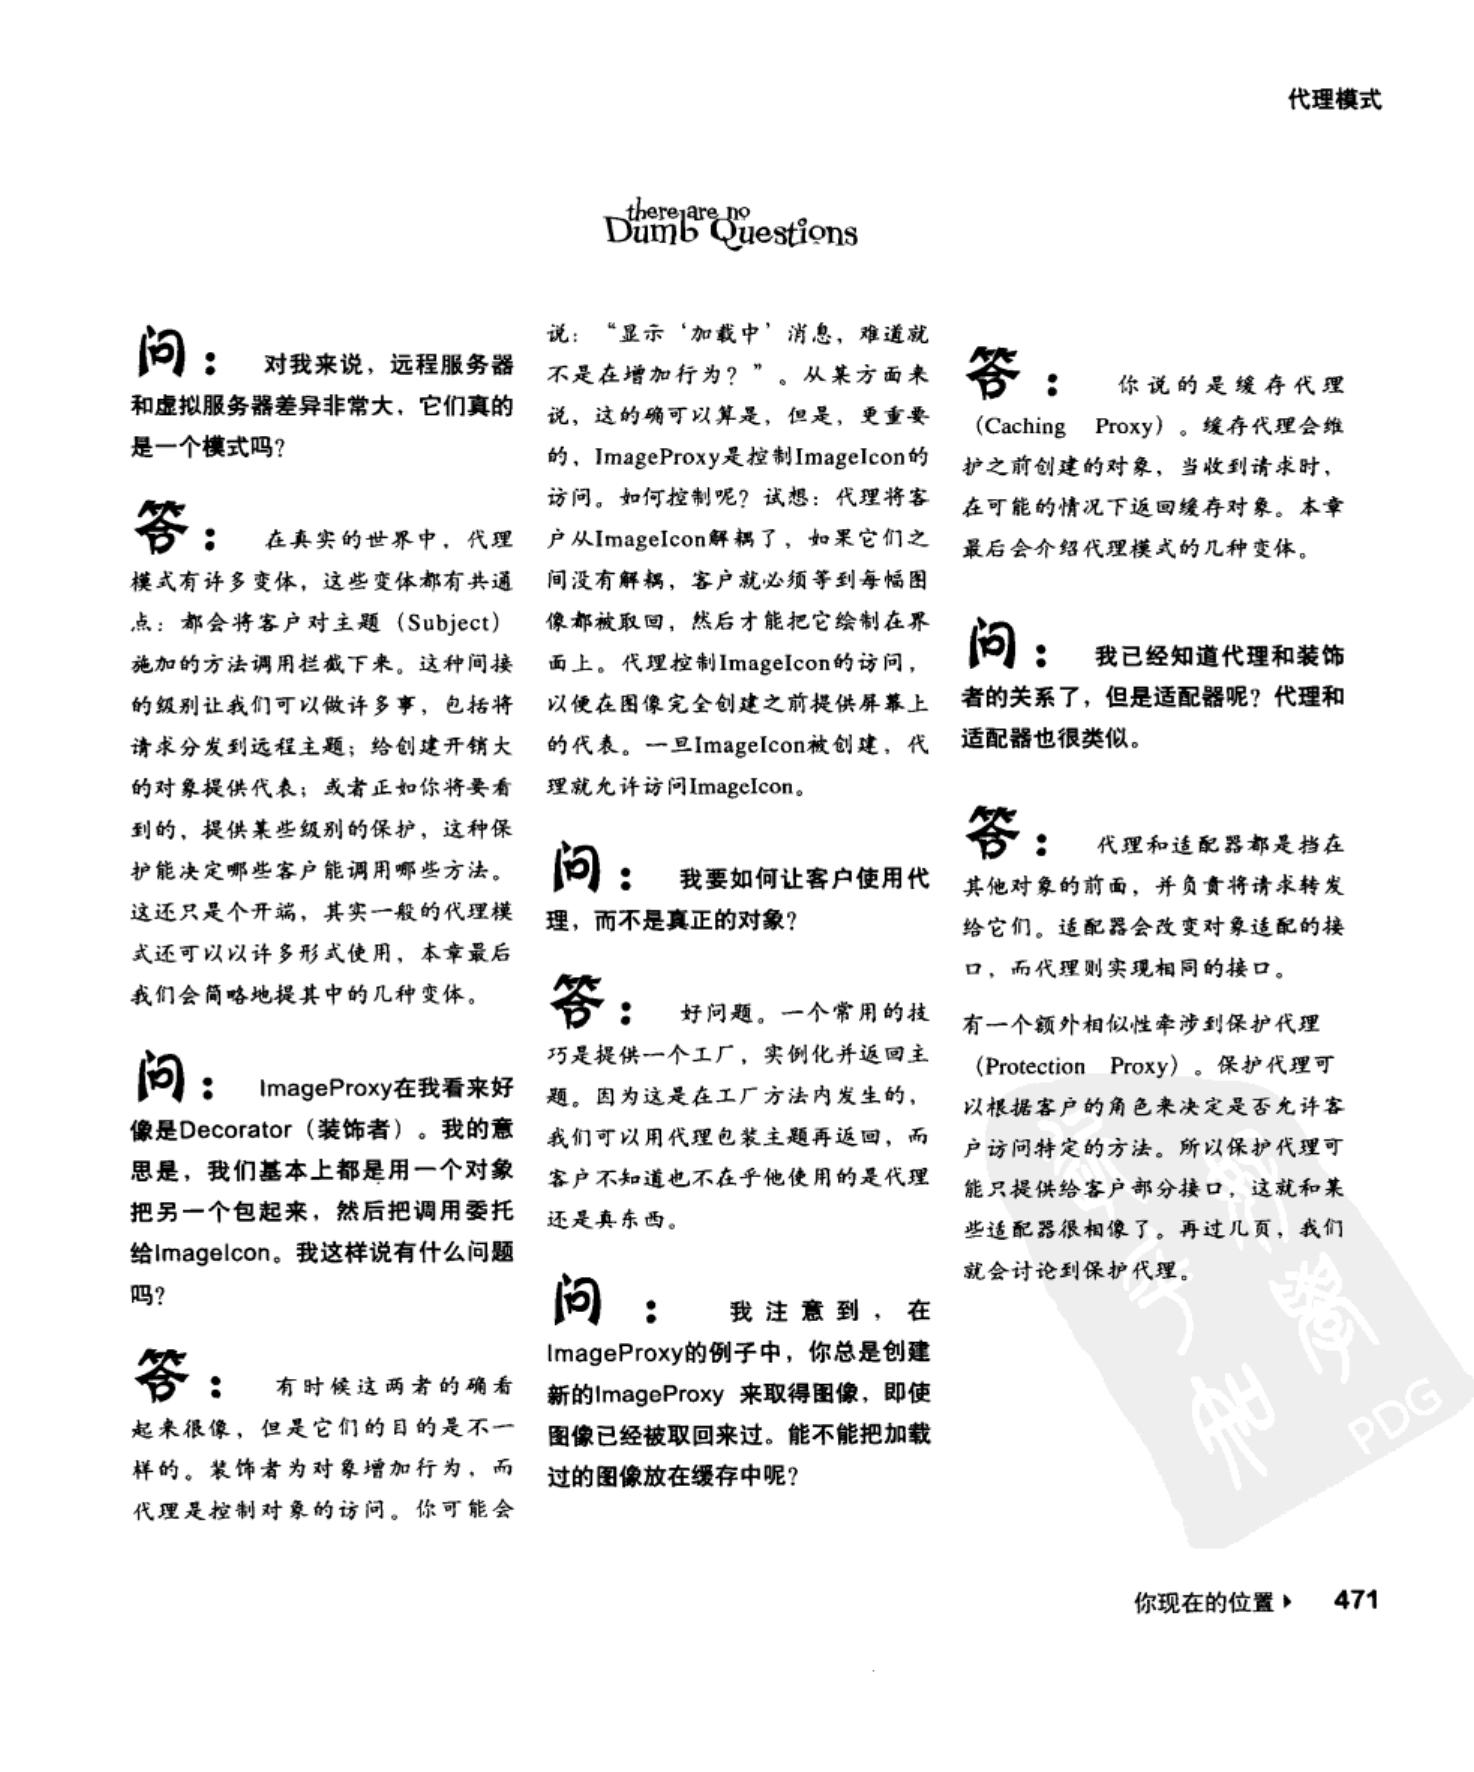 代理模式
there are no
Dumb Questions
问：对我来说，远程服务器
和虚拟服务器差异非常大，它们真的
是一个模式吗？
答：在真实的世界中，代理
模式有许多变体，这些变体都有共通
点：都会将客户对主题（Subject）
施加的方法调用拦截下来。这种间接
的级别让我们可以做许多事，包括将
请求分发到远程主题；给创建开销大
的对象提供代表；或者正如你将要看
到的，提供某些级别的保护，这种保
护能决定哪些客户能调用哪些方法。
这还只是个开端，其实一般的代理模
式还可以以许多形式使用，本章最后
我们会简略地提其中的几种变体。
问：ImageProxy在我看来好
像是Decorator（装饰者）。我的意
思是，我们基本上都是用一个对象
把另一个包起来，然后把调用委托
给ImageIcon。我这样说有什么问题
吗？
答：有时候这两者的确看
起来很像，但是它们的目的是不一
样的。装饰者为对象增加行为，而
代理是控制对象的访问。你可能会
说：“显示‘加载中’消息，难道就
不是在增加行为？”。从某方面来
说，这的确可以算是，但是，更重要
的，ImageProxy是控制ImageIcon的
访问。如何控制呢？试想：代理将客
户从ImageIcon解耦了，如果它们之
间没有解耦，客户就必须等到每幅图
像都被取回，然后才能把它绘制在界
面上。代理控制ImageIcon的访问，
以便在图像完全创建之前提供屏幕上
的代表。一旦ImageIcon被创建，代
理就允许访问ImageIcon。
问：我要如何让客户使用代
理，而不是真正的对象？
答：好问题。一个常用的技
巧是提供一个工厂，实例化并返回主
题。因为这是在工厂方法内发生的，
我们可以用代理包装主题再返回，而
客户不知道也不在乎他使用的是代理
还是真东西。
问：我注意到，在
ImageProxy的例子中，你总是创建
新的ImageProxy 来取得图像，即使
图像已经被取回来过。能不能把加载
过的图像放在缓存中呢？
答：你说的是缓存代理
（Caching Proxy）。缓存代理会维
护之前创建的对象，当收到请求时，
在可能的情况下返回缓存对象。本章
最后会介绍代理模式的几种变体。
问：我已经知道代理和装饰
者的关系了，但是适配器呢？代理和
适配器也很类似。
答：代理和适配器都是挡在
其他对象的前面，并负责将请求转发
给它们。适配器会改变对象适配的接
口，而代理则实现相同的接口。
有一个额外相似性牵涉到保护代理
（Protection Proxy）。保护代理可
以根据客户的角色来决定是否允许客
户访问特定的方法。所以保护代理可
能只提供给客户部分接口，这就和某
些适配器很相像了。再过几页，我们
就会讨论到保护代理。
PDG
你现在的位置 471